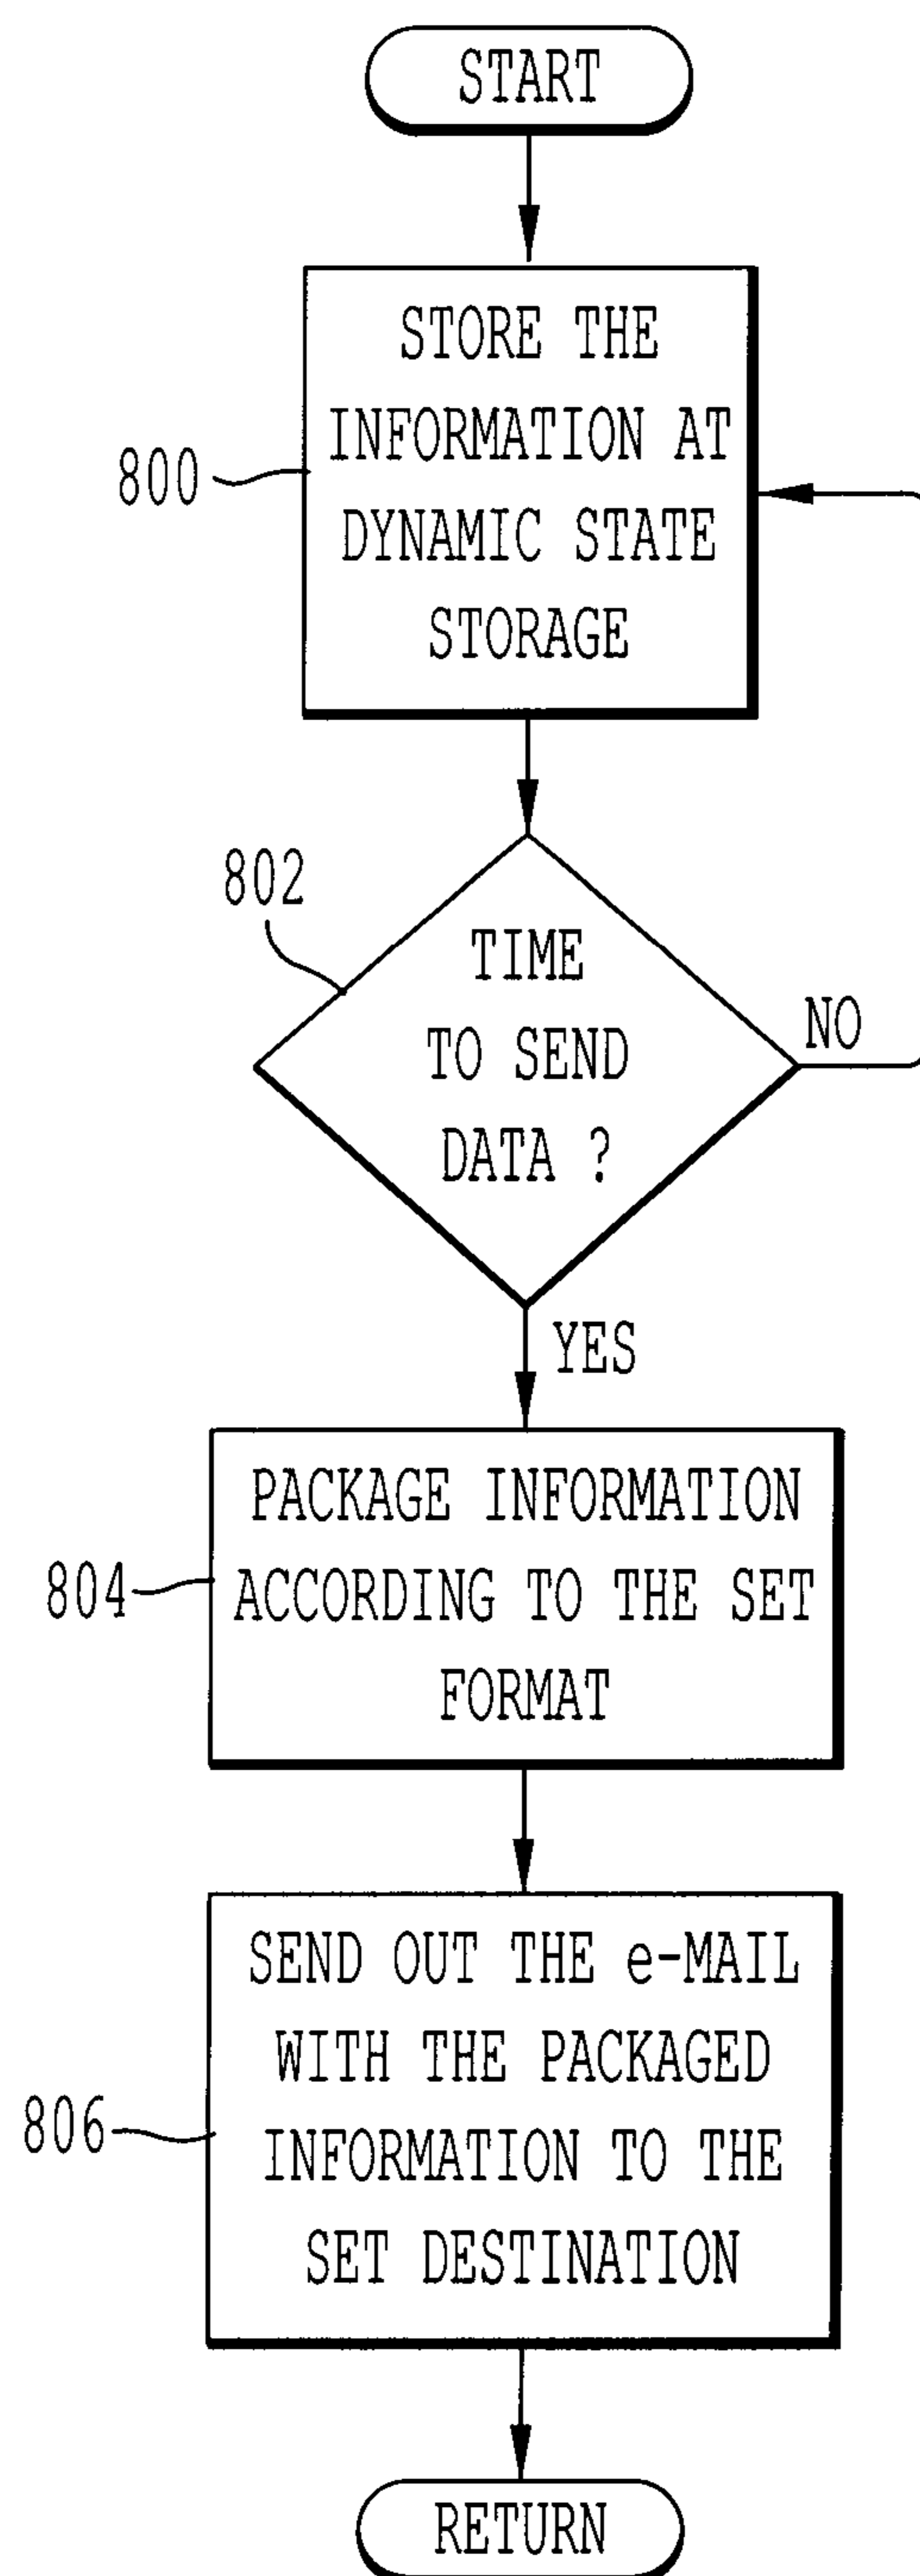 START
STORE THE
INFORMATION AT
DYNAMIC STATE
STORAGE
800
802
TIME
TO SEND
DATA ?
NO
YES
PACKAGE INFORMATION
ACCORDING TO THE SET
FORMAT
804
SEND OUT THE e-MAIL
WITH THE PACKAGED
INFORMATION TO THE
SET DESTINATION
806
RETURN